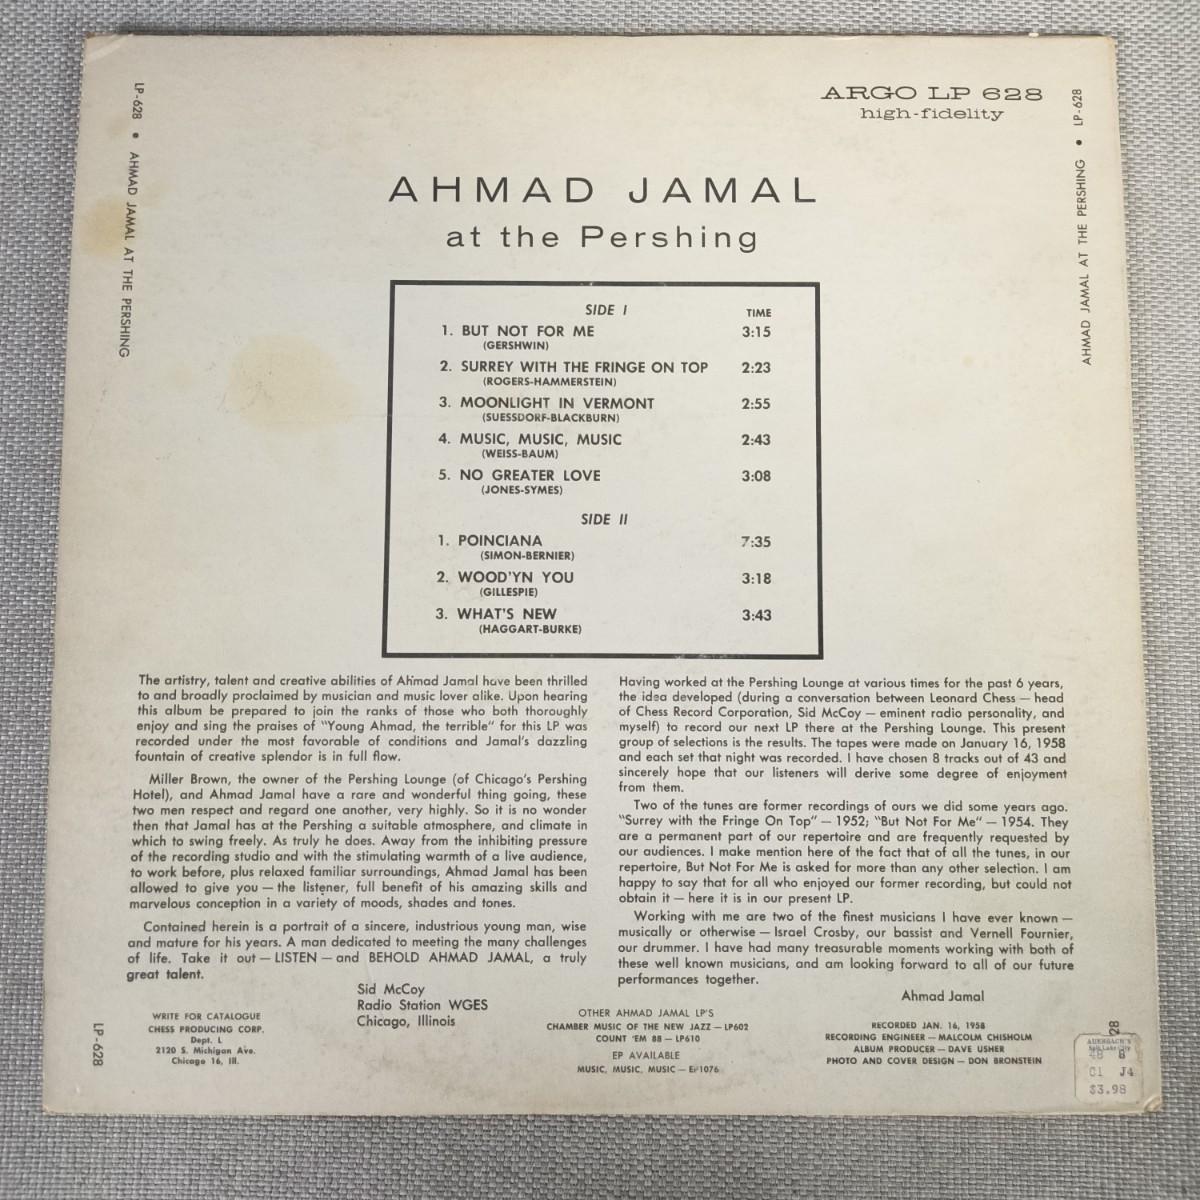 ARGO LP 628
high-fidelity
LP-628 • AHMAD JAMAL AT THE PERSHING
AHMAD JAMAL AT THE PERSHING • LP-628
AHMAD JAMAL
at the Pershing
SIDE I
TIME
1. BUT NOT FOR ME 3:15
(GERSHWIN)
2. SURREY WITH THE FRINGE ON TOP 2:23
(ROGERS-HAMMERSTEIN)
3. MOONLIGHT IN VERMONT 2:55
(SUESSDORF-BLACKBURN)
4. MUSIC, MUSIC, MUSIC 2:43
(WEISS-BAUM)
5. NO GREATER LOVE 3:08
(JONES-SYMES)
SIDE II
1. POINCIANA 7:35
(SIMON-BERNIER)
2. WOOD'YN YOU 3:18
(GILLESPIE)
3. WHAT'S NEW 3:43
(HAGGART-BURKE)
The artistry, talent and creative abilities of Ahmad Jamal have been thrilled
to and broadly proclaimed by musician and music lover alike. Upon hearing
this album be prepared to join the ranks of those who both thoroughly
enjoy and sing the praises of "Young Ahmad, the terrible" for this LP was
recorded under the most favorable of conditions and Jamal's dazzling
fountain of creative splendor is in full flow.
Miller Brown, the owner of the Pershing Lounge (of Chicago's Pershing
Hotel), and Ahmad Jamal have a rare and wonderful thing going, these
two men respect and regard one another, very highly. So it is no wonder
then that Jamal has at the Pershing a suitable atmosphere, and climate in
which to swing freely. As truly he does. Away from the inhibiting pressure
of the recording studio and with the stimulating warmth of a live audience,
to work before, plus relaxed familiar surroundings, Ahmad Jamal has been
allowed to give you — the listener, full benefit of his amazing skills and
marvelous conception in a variety of moods, shades and tones.
Contained herein is a portrait of a sincere, industrious young man, wise
and mature for his years. A man dedicated to meeting the many challenges
of life. Take it out — LISTEN — and BEHOLD AHMAD JAMAL, a truly
great talent.
Sid McCoy
Radio Station WGES
Chicago, Illinois
Having worked at the Pershing Lounge at various times for the past 6 years,
the idea developed (during a conversation between Leonard Chess — head
of Chess Record Corporation, Sid McCoy — eminent radio personality, and
myself) to record our next LP there at the Pershing Lounge. This present
group of selections is the results. The tapes were made on January 16, 1958
and each set that night was recorded. I have chosen 8 tracks out of 43 and
sincerely hope that our listeners will derive some degree of enjoyment
from them.
Two of the tunes are former recordings of ours we did some years ago.
"Surrey with the Fringe On Top" — 1952; "But Not For Me" — 1954. They
are a permanent part of our repertoire and are frequently requested by
our audiences. I make mention here of the fact that of all the tunes, in our
repertoire, But Not For Me is asked for more than any other selection. I am
happy to say that for all who enjoyed our former recording, but could not
obtain it — here it is in our present LP.
Working with me are two of the finest musicians I have ever known —
musically or otherwise — Israel Crosby, our bassist and Vernell Fournier,
our drummer. I have had many treasurable moments working with both of
these well known musicians, and am looking forward to all of our future
performances together.
Ahmad Jamal
LP-628
WRITE FOR CATALOGUE
CHESS PRODUCING CORP.
Dept. L
2120 S. Michigan Ave.
Chicago 16, Ill.
OTHER AHMAD JAMAL LP'S
CHAMBER MUSIC OF THE NEW JAZZ — LP602
COUNT 'EM 88 — LP610
EP AVAILABLE
MUSIC, MUSIC, MUSIC — EP1076
RECORDED JAN. 16, 1958
RECORDING ENGINEER — MALCOLM CHISHOLM
ALBUM PRODUCER — DAVE USHER
PHOTO AND COVER DESIGN — DON BRONSTEIN
28
AUERBACH'S
Salt Lake City
48 8
C1 J4
$3.98